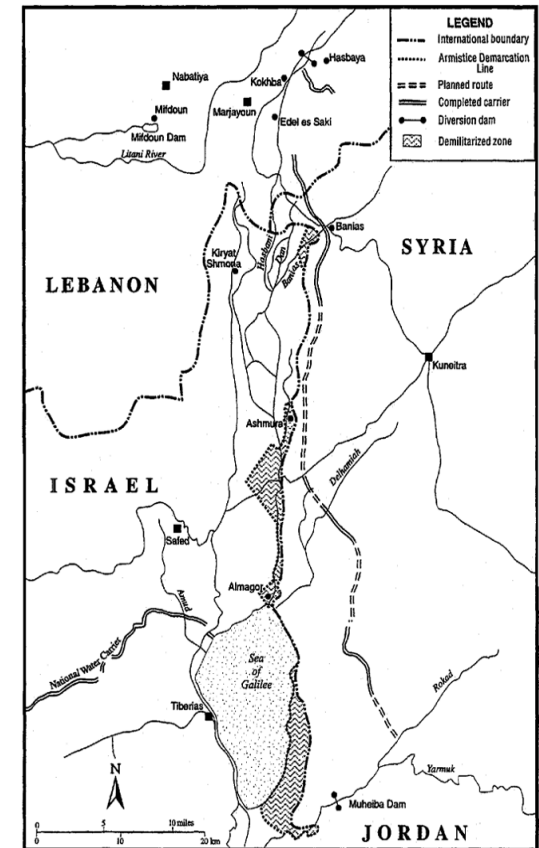 LEGEND
International boundary
Armistice Demarcation
Line
Planned route
Completed carrier
Diversion dam
Demilitarized zone
Hasbaya
Nabatiya
Kokhba
Marjayoun
Mifdoun
Edel es Saki
Mifdoun Dam
Litani River
Banias
Hasbani
Dan
Banias
SYRIA
Kiryat
Shmona
LEBANON
Kuneitra
Ashmura
Delhamiah
ISRAEL
Safed
Almagor
Amud
National Water Carrier
Sea
of
Galilee
Rokad
Tiberias
Yarmuk
N
Muheiba Dam
0 5 10 miles
0 10 20 km
JORDAN